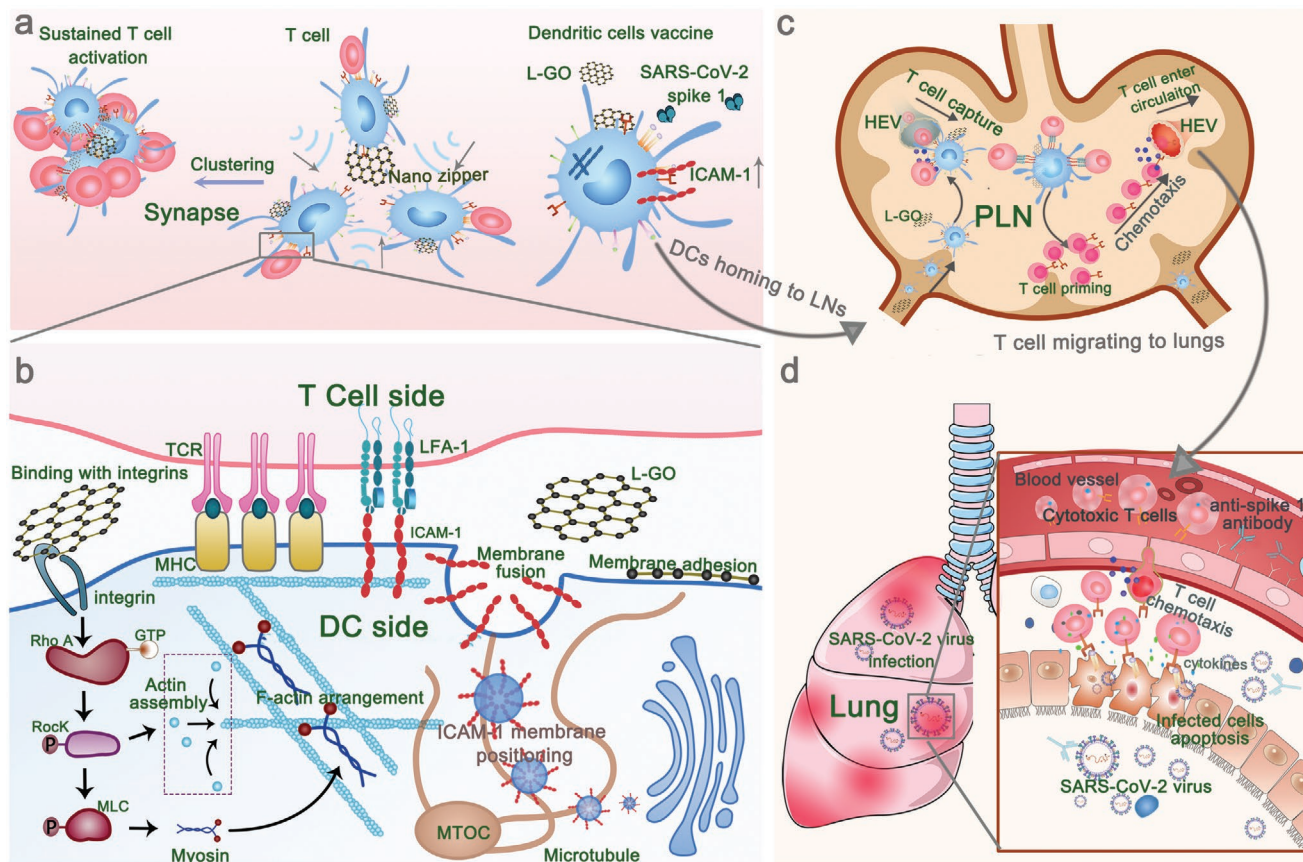 a
Sustained T cell
activation
T cell
Dendritic cells vaccine
L-GO
SARS-CoV-2
spike 1
Clustering
Nano zipper
ICAM-1
Synapse
DCs homing to LNs
c
T cell capture
T cell enter
circulaiton
HEV
HEV
L-GO
PLN
Chemotaxis
T cell priming
T cell migrating to lungs
b
T Cell side
TCR
LFA-1
Binding with integrins
L-GO
ICAM-1
MHC
Membrane
fusion
Membrane adhesion
integrin
DC side
Rho A
GTP
Actin
assembly
F-actin arrangement
RocK
P
ICAM-1 membrane
positioning
MLC
P
MTOC
Myosin
Microtubule
d
Blood vessel
Cytotoxic T cells
anti-spike 1
antibody
T cell
chemotaxis
SARS-CoV-2 virus
Infection
cytokines
Lung
Infected cells
apoptosis
SARS-CoV-2 virus